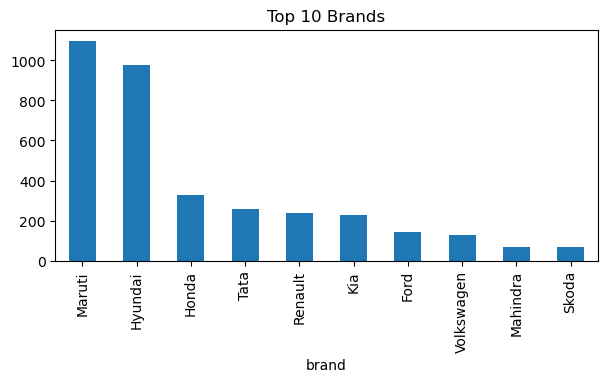 Top 10 Brands
1000
800
600
400
200
0
Maruti
Hyundai
Honda
Tata
Renault
Kia
Ford
Volkswagen
Mahindra
Skoda
brand